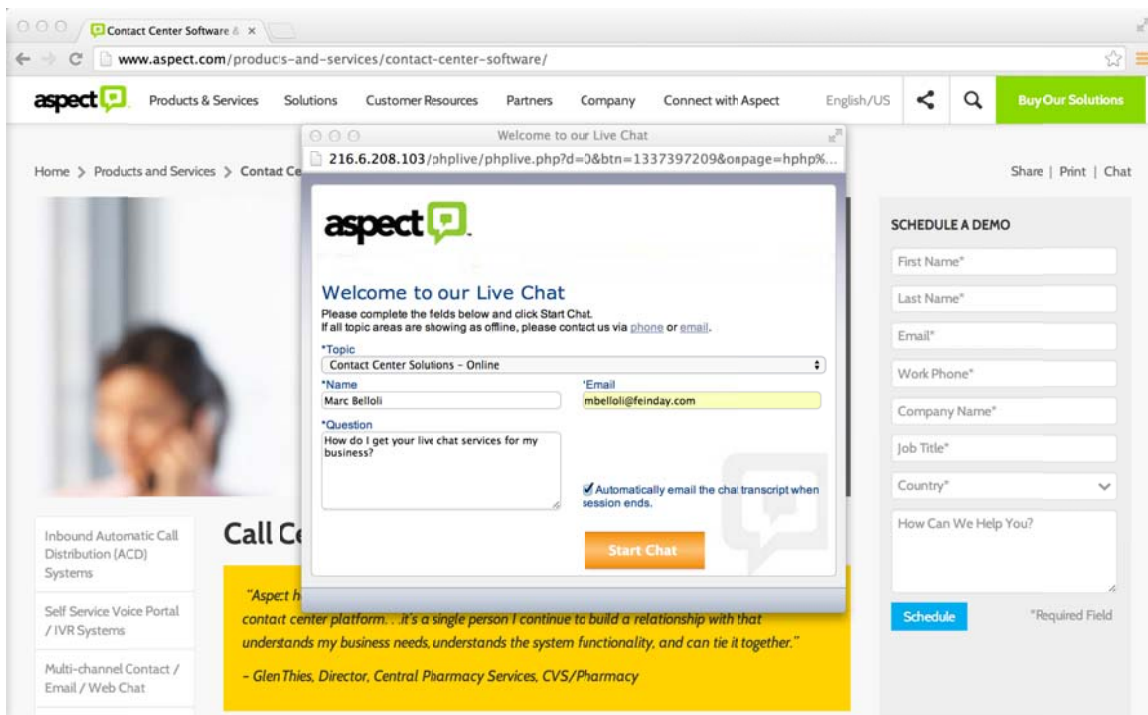 Contact Center Software &
www.aspect.com/products-and-services/contact-center-software/
aspect
Products & Services
Solutions
Customer Resources
Partners
Company
Connect with Aspect
English/US
Buy Our Solutions
Home > Products and Services > Contact Ce
Share | Print | Chat
Welcome to our Live Chat
216.6.208.103/phplive/phplive.php?d=0&btn=1337397209&onpage=hphp%...
aspect
Welcome to our Live Chat
Please complete the felds below and click Start Chat.
If all topic areas are showing as offline, please contact us via phone or email.
*Topic
Contact Center Solutions – Online
*Name
Marc Belloli
*Email
mbelloli@feinday.com
*Question
How do I get your live chat services for my
business?
Automatically email the chat transcript when
session ends.
Start Chat
SCHEDULE A DEMO
First Name*
Last Name*
Email*
Work Phone*
Company Name*
Job Title*
Country*
How Can We Help You?
Schedule
*Required Field
Inbound Automatic Call
Distribution (ACD)
Systems
Self Service Voice Portal
/ IVR Systems
Multi-channel Contact /
Email / Web Chat
Call Ce
"Aspect h
contact center platform. . .it's a single person I continue to build a relationship with that
understands my business needs, understands the system functionality, and can tie it together."
– Glen Thies, Director, Central Pharmacy Services, CVS/Pharmacy